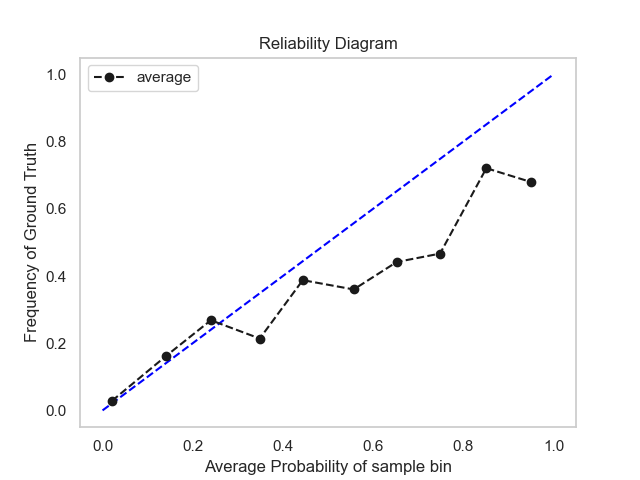 Reliability Diagram
average
Frequency of Ground Truth
1.0
0.8
0.6
0.4
0.2
0.0
0.0 0.2 0.4 0.6 0.8 1.0
Average Probability of sample bin